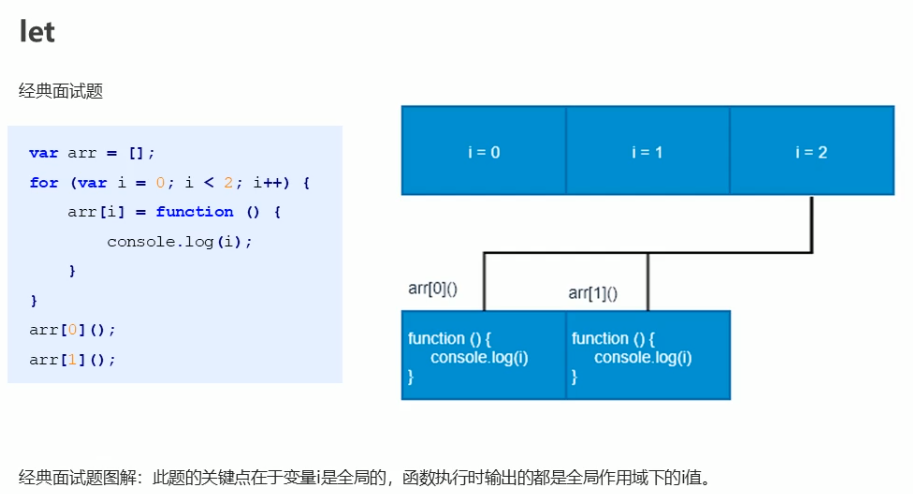 let
经典面试题
var arr = [];
for (var i = 0; i < 2; i++) {
    arr[i] = function () {
        console.log(i);
    }
}
arr[0]();
arr[1]();
i = 0
i = 1
i = 2
arr[0]()
arr[1]()
function () {
    console.log(i)
}
function () {
    console.log(i)
}
经典面试题图解：此题的关键点在于变量i是全局的，函数执行时输出的都是全局作用域下的i值。